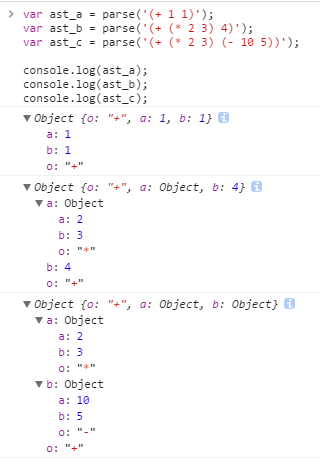 > var ast_a = parse('(+ 1 1)');
var ast_b = parse('(+ (* 2 3) 4)');
var ast_c = parse('(+ (* 2 3) (- 10 5))');
console.log(ast_a);
console.log(ast_b);
console.log(ast_c);
▼ Object {o: "+", a: 1, b: 1} i
a: 1
b: 1
o: "+"
▼ Object {o: "+", a: Object, b: 4} i
▼ a: Object
a: 2
b: 3
o: "*"
b: 4
o: "+"
▼ Object {o: "+", a: Object, b: Object} i
▼ a: Object
a: 2
b: 3
o: "*"
▼ b: Object
a: 10
b: 5
o: "-"
o: "+"